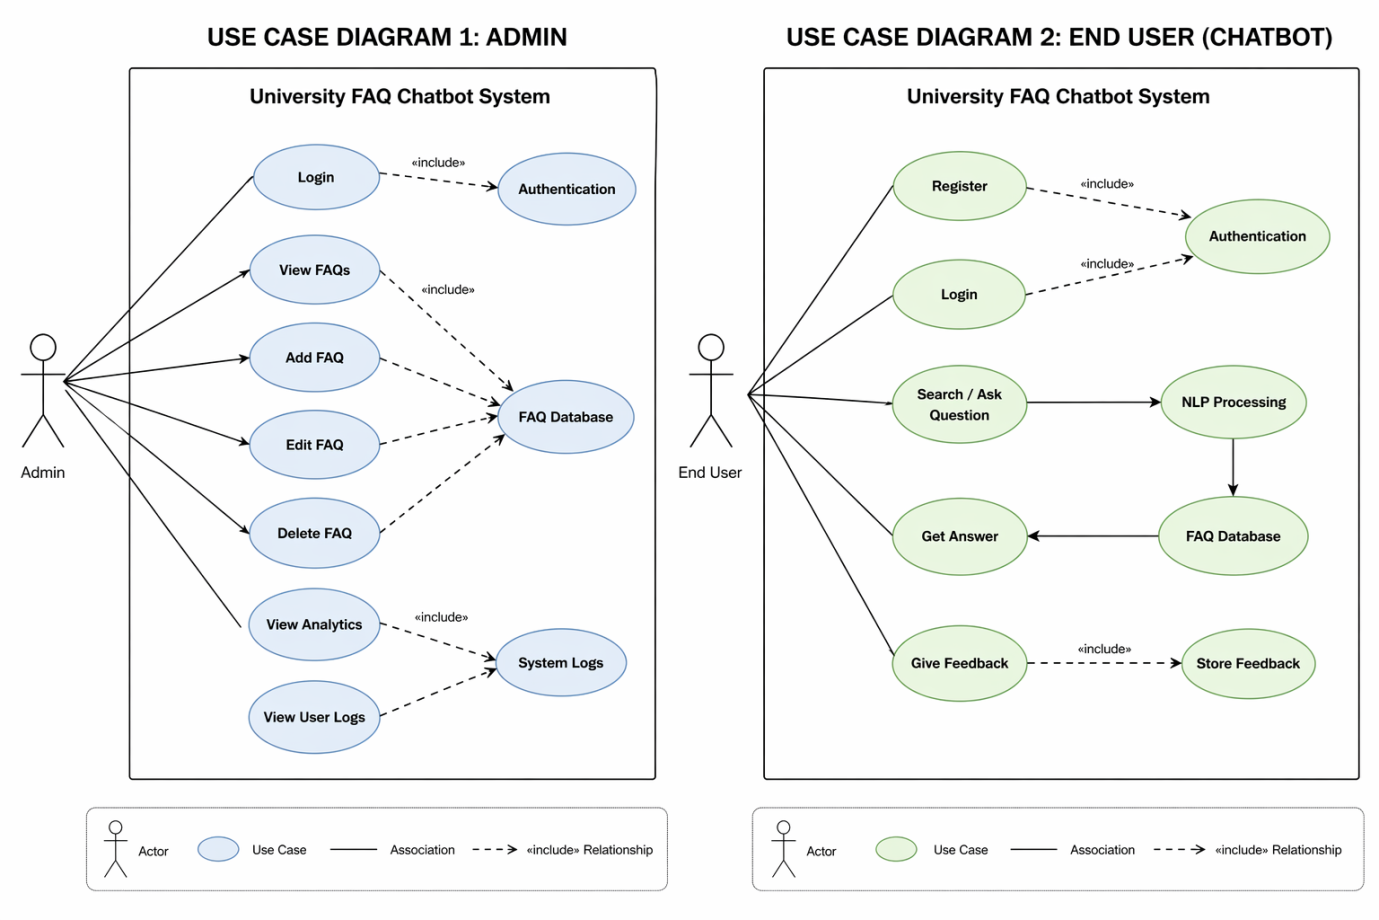 USE CASE DIAGRAM 1: ADMIN
University FAQ Chatbot System
Login
«include»
Authentication
View FAQs
«include»
Add FAQ
FAQ Database
Edit FAQ
Admin
Delete FAQ
View Analytics
«include»
System Logs
View User Logs
Actor
Use Case
Association
«include» Relationship
USE CASE DIAGRAM 2: END USER (CHATBOT)
University FAQ Chatbot System
Register
«include»
Authentication
Login
«include»
Search / Ask
Question
NLP Processing
End User
Get Answer
FAQ Database
Give Feedback
«include»
Store Feedback
Actor
Use Case
Association
«include» Relationship